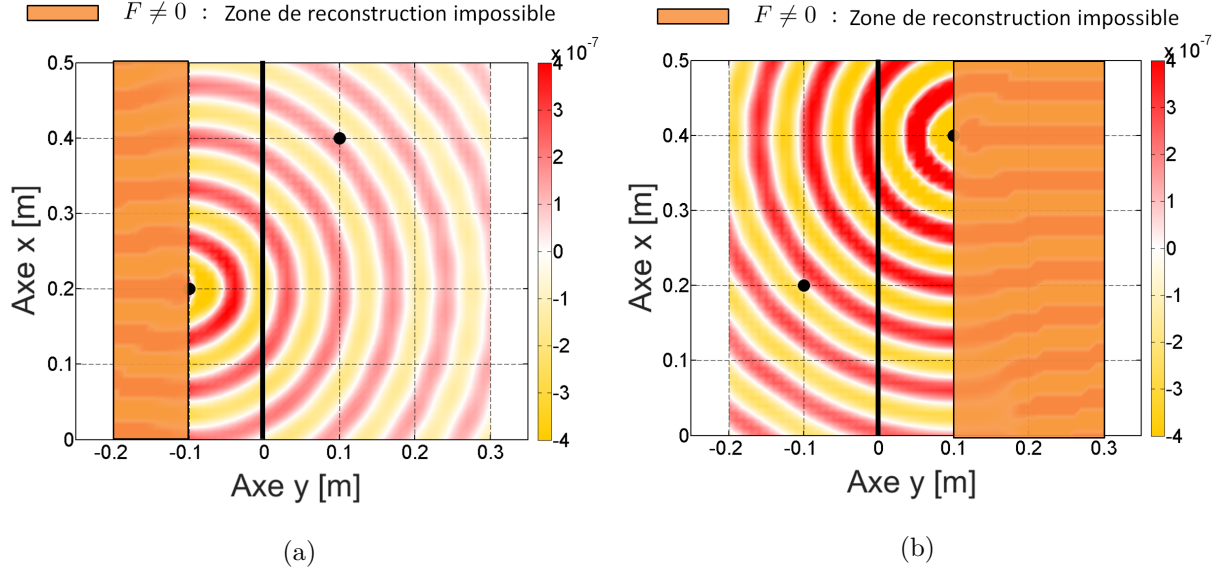 F ≠ 0 : Zone de reconstruction impossible
x 10^-7
0.5
0.4
0.3
0.2
0.1
0
-0.2 -0.1 0 0.1 0.2 0.3
Axe x [m]
Axe y [m]
4
3
2
1
0
-1
-2
-3
-4
(a)
F ≠ 0 : Zone de reconstruction impossible
x 10^-7
0.5
0.4
0.3
0.2
0.1
0
-0.2 -0.1 0 0.1 0.2 0.3
Axe x [m]
Axe y [m]
4
3
2
1
0
-1
-2
-3
-4
(b)